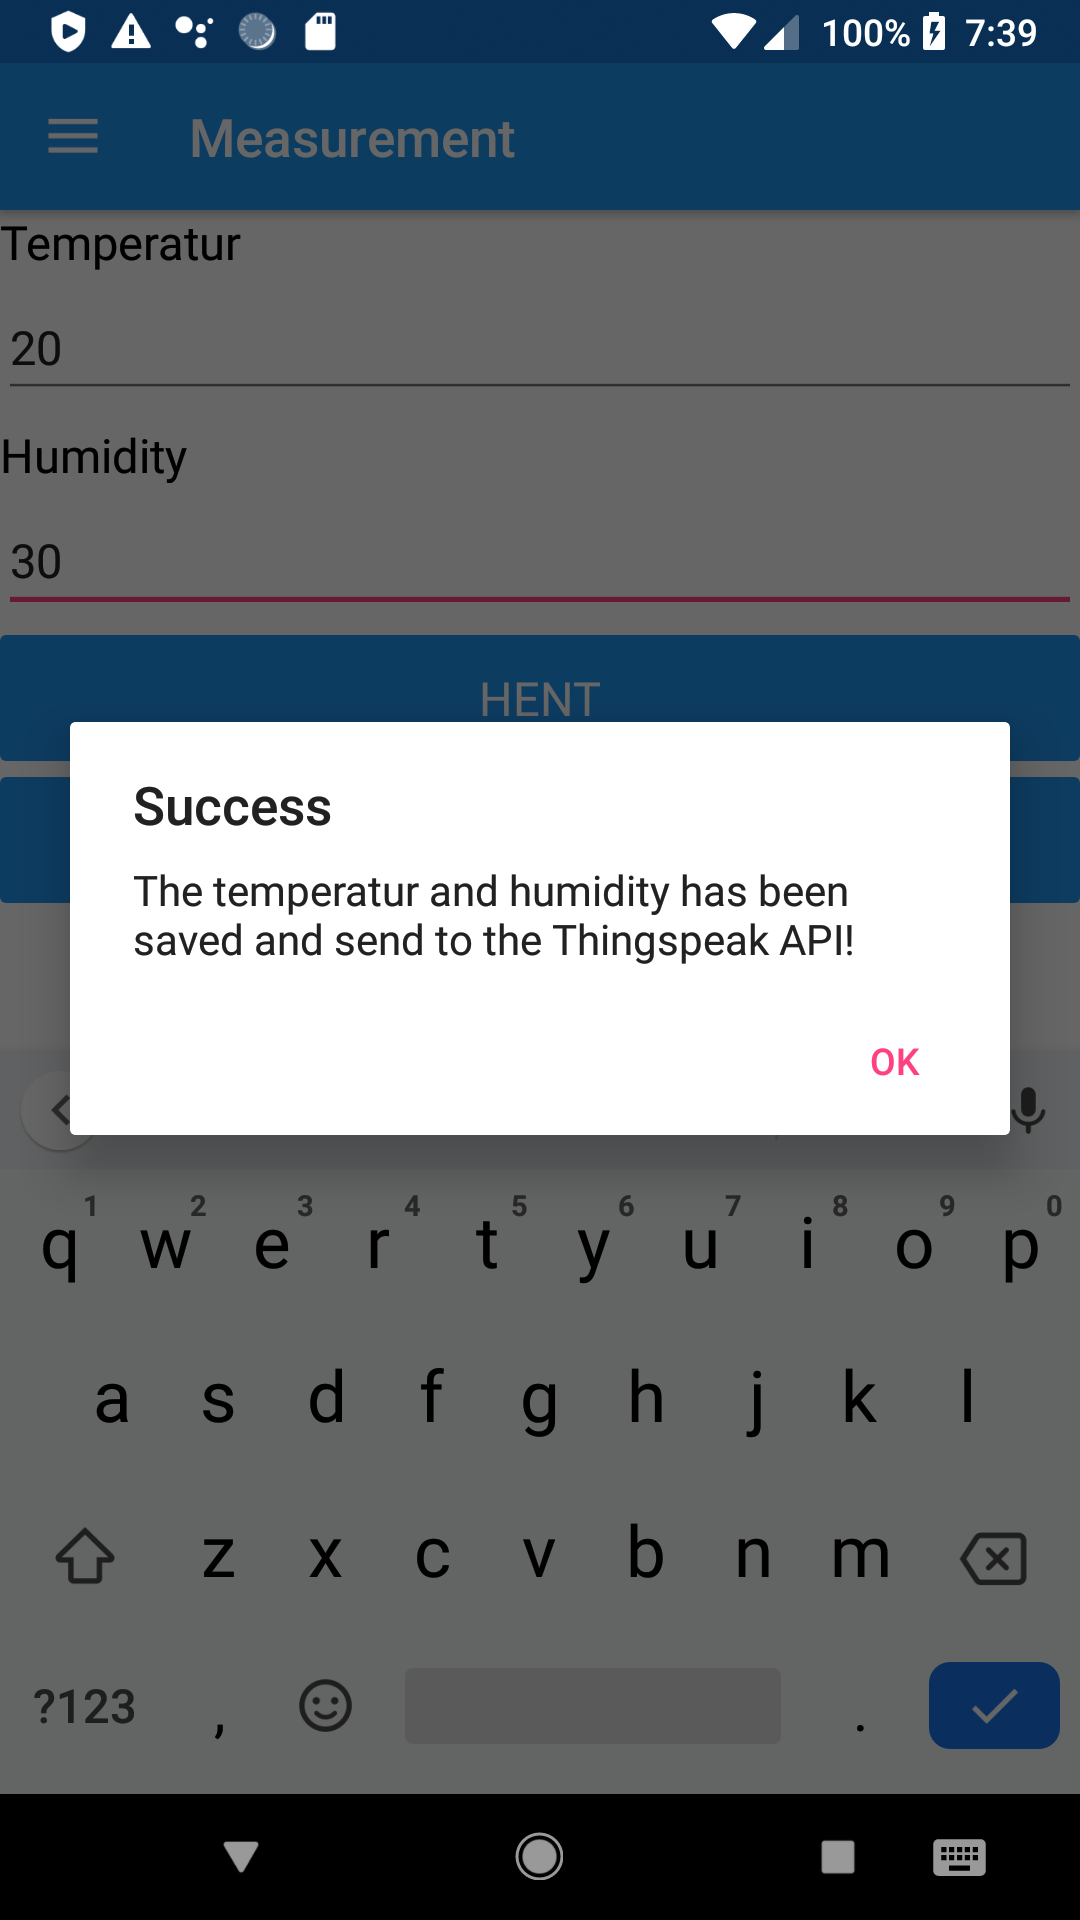 100% 7:39
Measurement
Temperatur
20
Humidity
30
HENT
Success
The temperatur and humidity has been
saved and send to the Thingspeak API!
OK
1 2 3 4 5 6 7 8 9 0
q w e r t y u i o p
a s d f g h j k l
z x c v b n m
?123 , .